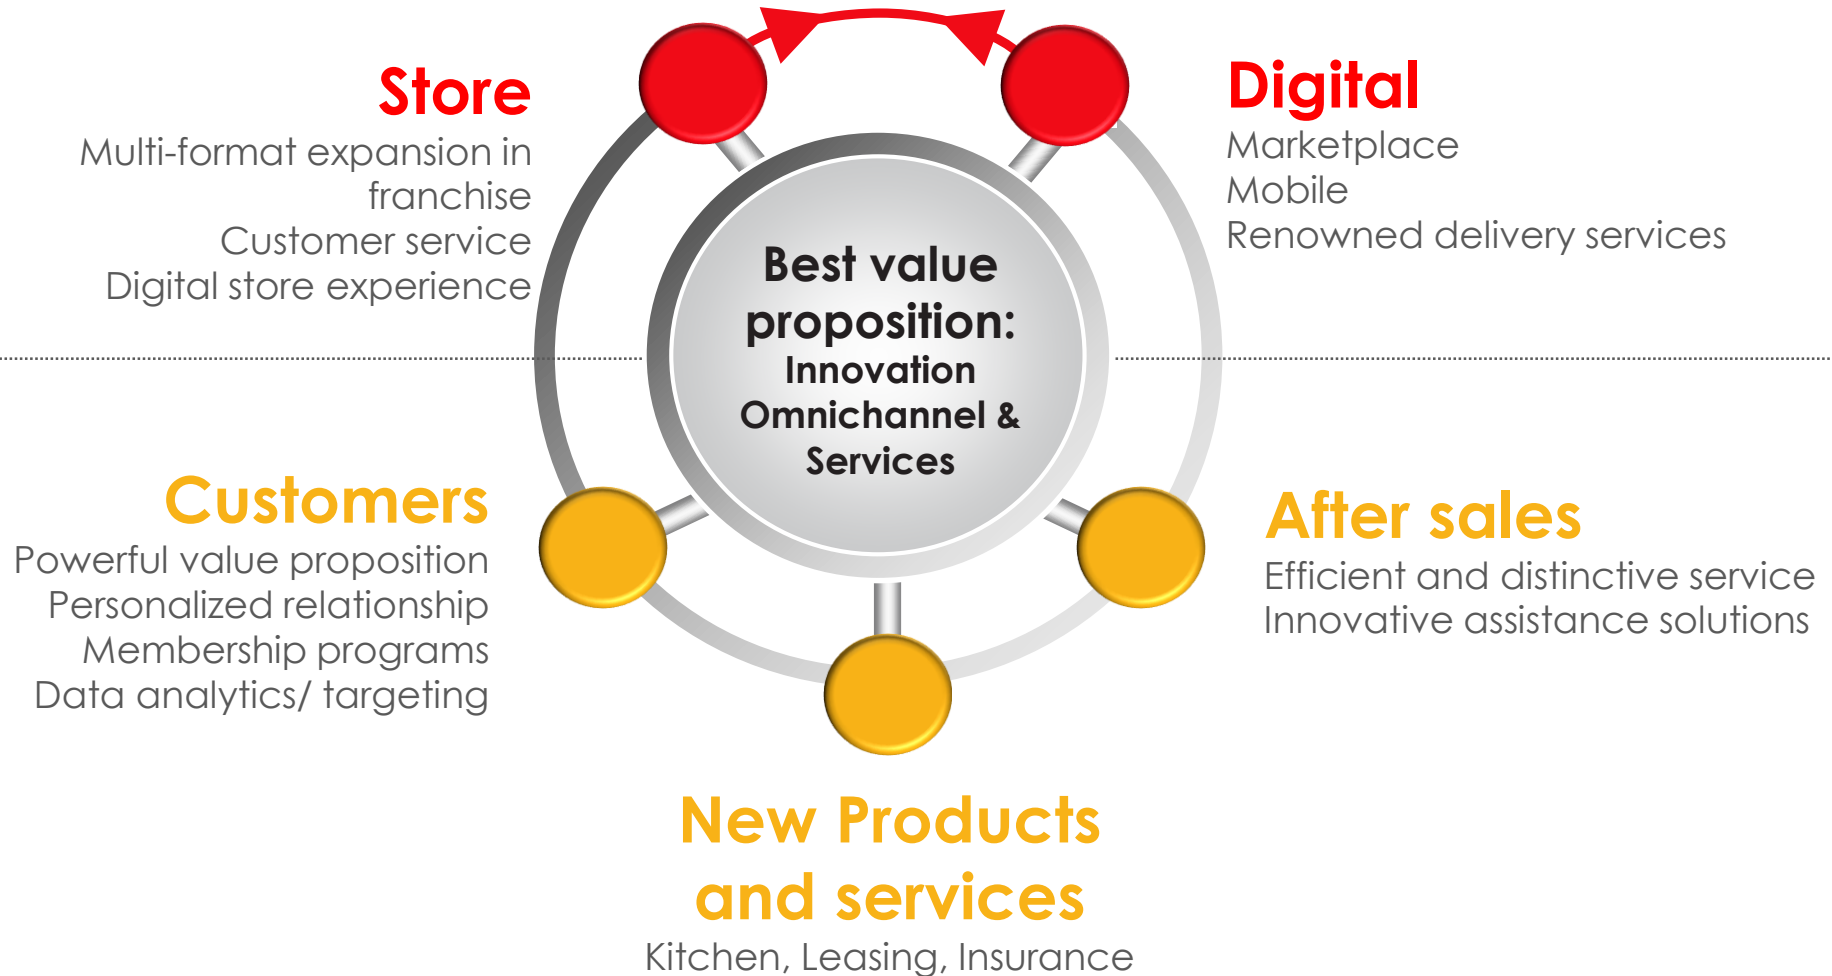 Store
Multi-format expansion in
franchise
Customer service
Digital store experience
Digital
Marketplace
Mobile
Renowned delivery services
Best value
proposition:
Innovation
Omnichannel &
Services
Customers
Powerful value proposition
Personalized relationship
Membership programs
Data analytics/ targeting
After sales
Efficient and distinctive service
Innovative assistance solutions
New Products
and services
Kitchen, Leasing, Insurance